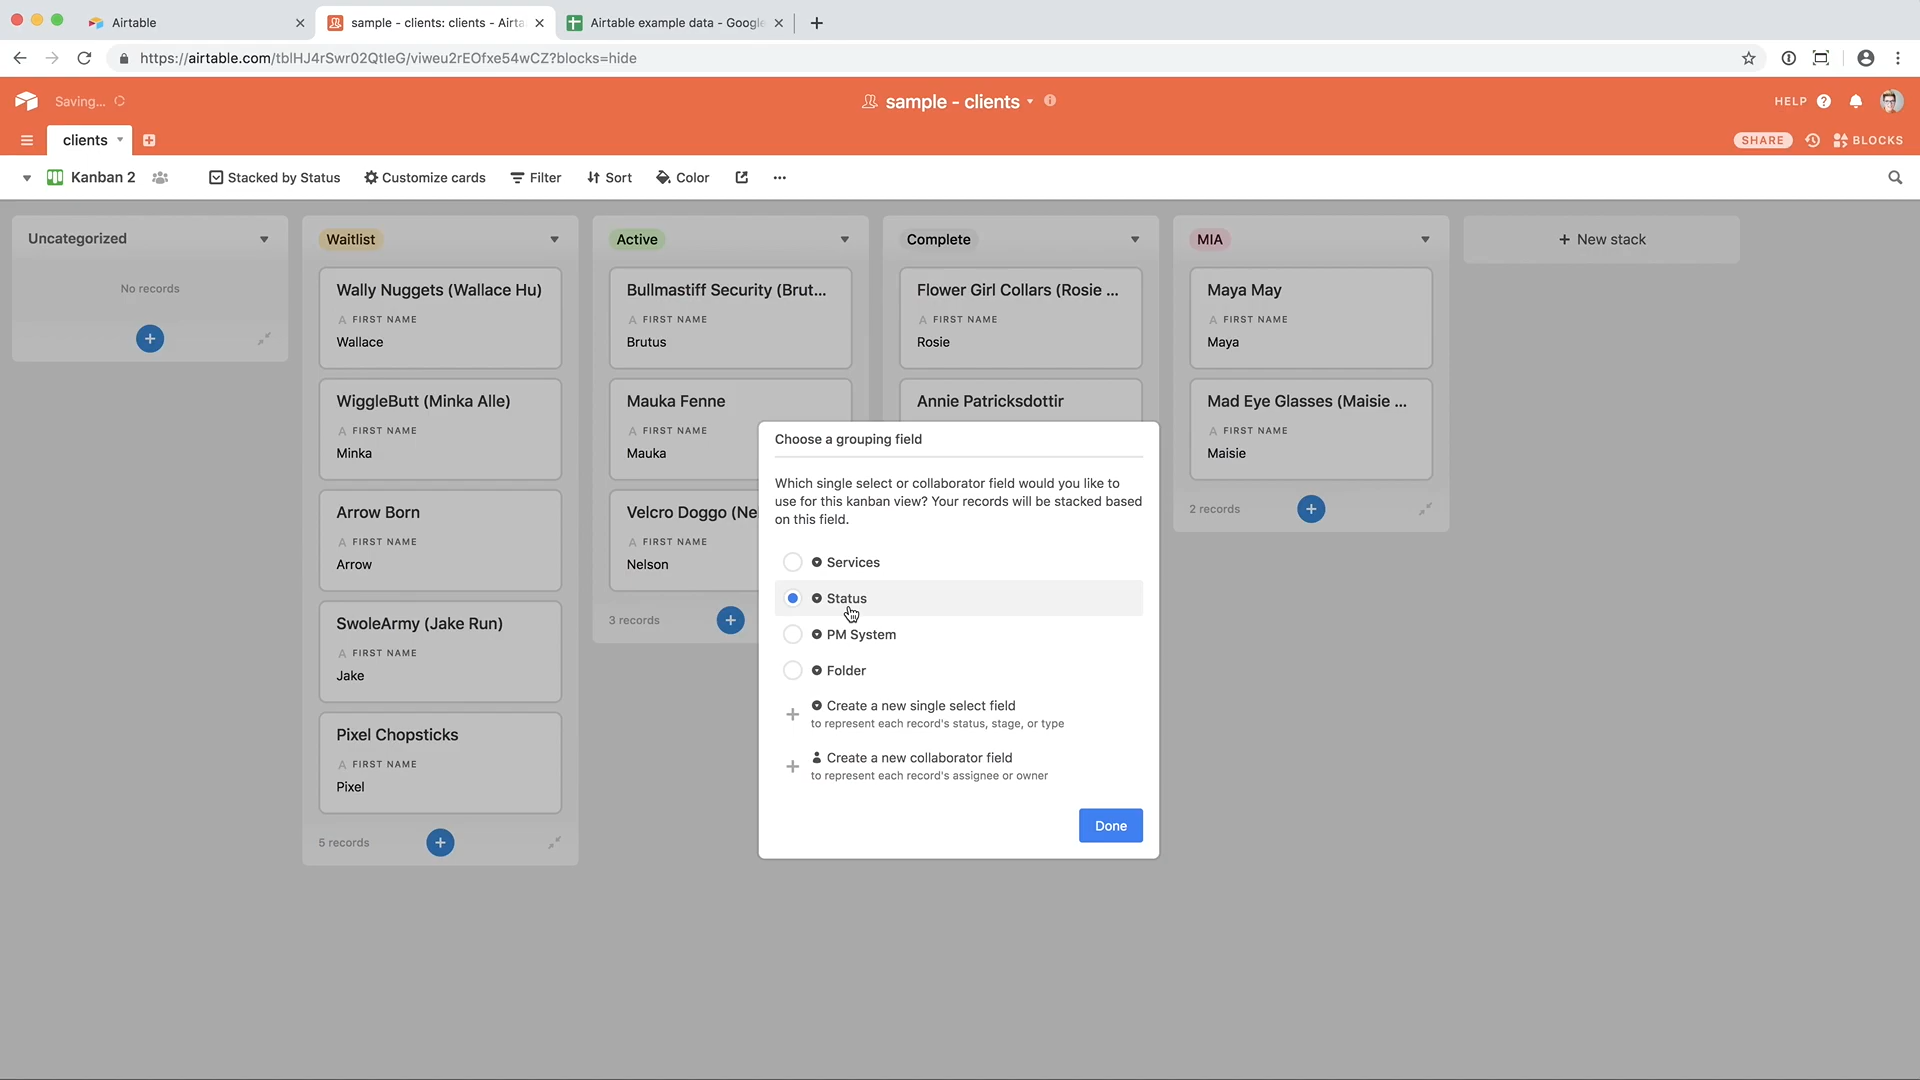 Airtable
sample - clients: clients - Airta
Airtable example data - Google
https://airtable.com/tblHJ4rSwr02QtIeG/viweu2rEOfxe54wCZ?blocks=hide
Saving...
sample - clients
HELP
clients
SHARE
BLOCKS
Kanban 2
Stacked by Status
Customize cards
Filter
Sort
Color
Uncategorized
No records
Waitlist
Wally Nuggets (Wallace Hu)
FIRST NAME
Wallace
WiggleButt (Minka Alle)
FIRST NAME
Minka
Arrow Born
FIRST NAME
Arrow
SwoleArmy (Jake Run)
FIRST NAME
Jake
Pixel Chopsticks
FIRST NAME
Pixel
5 records
Active
Bullmastiff Security (Brut...
FIRST NAME
Brutus
Mauka Fenne
FIRST NAME
Mauka
Velcro Doggo (Ne
FIRST NAME
Nelson
3 records
Complete
Flower Girl Collars (Rosie ...
FIRST NAME
Rosie
Annie Patricksdottir
MIA
Maya May
FIRST NAME
Maya
Mad Eye Glasses (Maisie ...
FIRST NAME
Maisie
2 records
+ New stack
Choose a grouping field
Which single select or collaborator field would you like to
use for this kanban view? Your records will be stacked based
on this field.
Services
Status
PM System
Folder
Create a new single select field
to represent each record's status, stage, or type
Create a new collaborator field
to represent each record's assignee or owner
Done